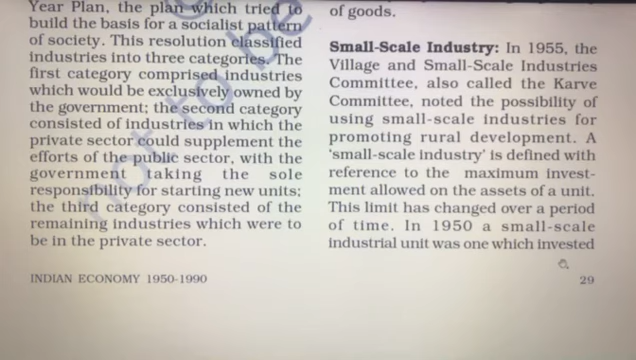 Year Plan, the plan which tried to
build the basis for a socialist pattern
of society. This resolution classified
industries into three categories. The
first category comprised industries
which would be exclusively owned by
the government; the second category
consisted of industries in which the
private sector could supplement the
efforts of the public sector, with the
government taking the sole
responsibility for starting new units;
the third category consisted of the
remaining industries which were to
be in the private sector.
of goods.
Small-Scale Industry: In 1955, the
Village and Small-Scale Industries
Committee, also called the Karve
Committee, noted the possibility of
using small-scale industries for
promoting rural development. A
'small-scale industry' is defined with
reference to the maximum invest-
ment allowed on the assets of a unit.
This limit has changed over a period
of time. In 1950 a small-scale
industrial unit was one which invested
INDIAN ECONOMY 1950-1990
29
not to be